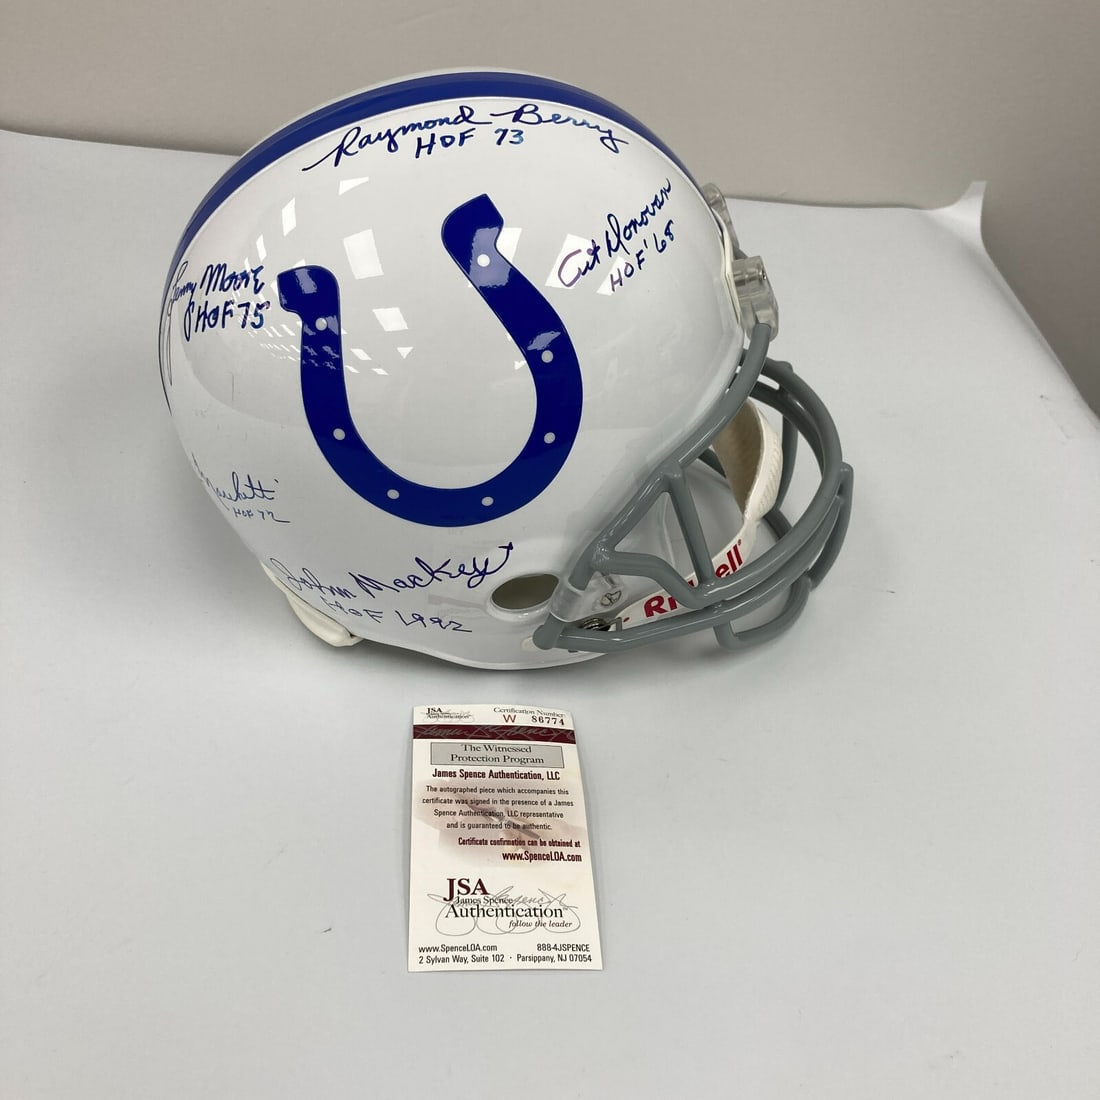 Raymond Berry
HOF 73
Art Donovan
HOF '68
Lenny Moore
HOF 75
HOF 72
John Mackey
HOF 1992
JSA
Authentication
Certification Number
W 86774
The Witnessed
Protection Program
James Spence Authentication, LLC
The autographed piece which accompanies this
certificate was signed in the presence of a James
Spence Authentication, LLC representative
and is guaranteed to be authentic.
Certificate confirmation can be obtained at
www.SpenceLOA.com
JSA
James Spence
Authentication™
follow the leader
www.SpenceLOA.com 888-4JSPENCE
2 Sylvan Way, Suite 102 · Parsippany, NJ 07054